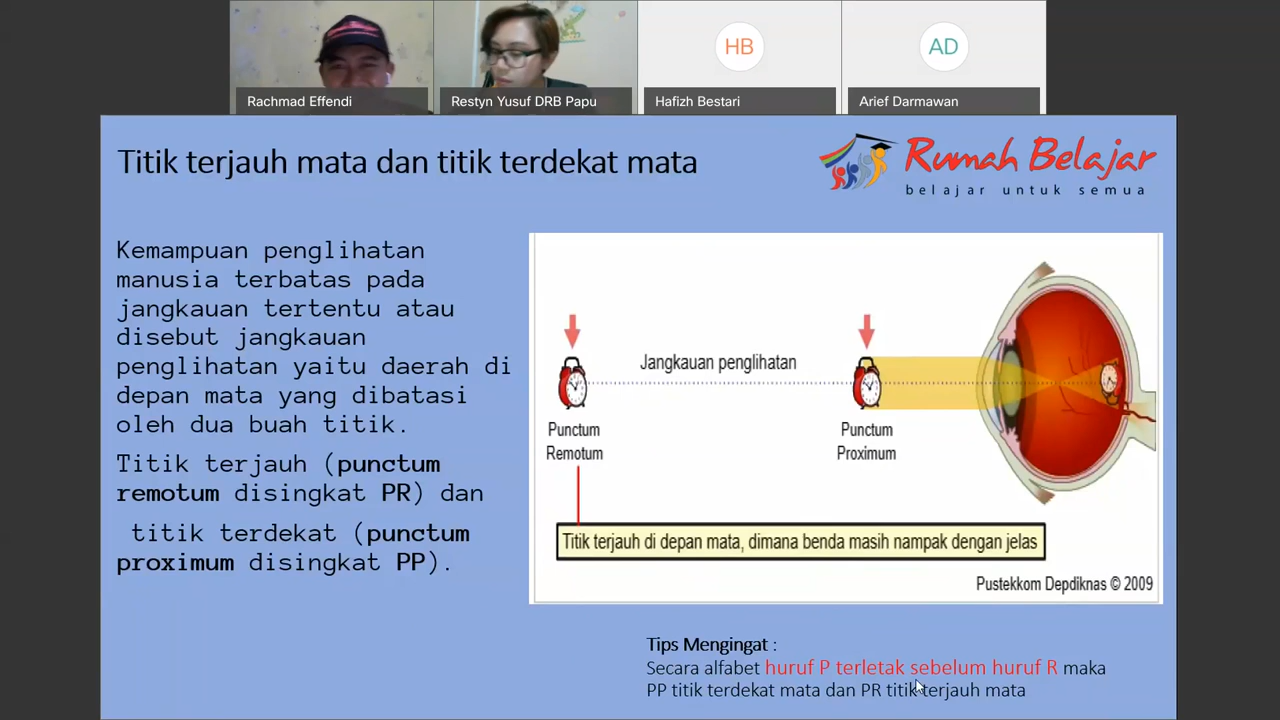 HB
AD
Rachmad Effendi
Restyn Yusuf DRB Papu
Hafizh Bestari
Arief Darmawan
Titik terjauh mata dan titik terdekat mata
Rumah Belajar
belajar untuk semua
Kemampuan penglihatan
manusia terbatas pada
jangkauan tertentu atau
disebut jangkauan
penglihatan yaitu daerah di
depan mata yang dibatasi
oleh dua buah titik.
Titik terjauh (punctum
remotum disingkat PR) dan
titik terdekat (punctum
proximum disingkat PP).
Jangkauan penglihatan
Punctum
Remotum
Punctum
Proximum
Titik terjauh di depan mata, dimana benda masih nampak dengan jelas
Pustekkom Depdiknas © 2009
Tips Mengingat :
Secara alfabet huruf P terletak sebelum huruf R maka
PP titik terdekat mata dan PR titik terjauh mata